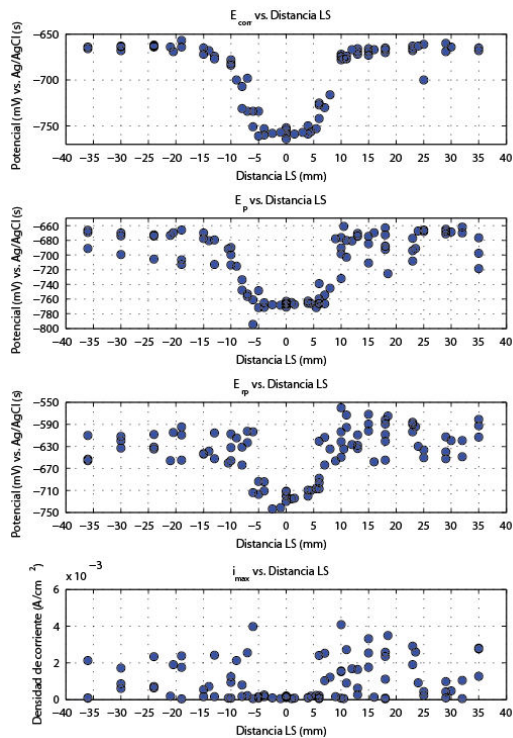 E_corr vs. Distancia LS
Potencial (mV) vs. Ag/AgCl(s)
−650
−700
−750
−40 −35 −30 −25 −20 −15 −10 −5 0 5 10 15 20 25 30 35 40
Distancia LS (mm)
E_p vs. Distancia LS
Potencial (mV) vs. Ag/AgCl(s)
−660
−680
−700
−720
−740
−760
−780
−800
−40 −35 −30 −25 −20 −15 −10 −5 0 5 10 15 20 25 30 35 40
Distancia LS (mm)
E_rp vs. Distancia LS
Potencial (mV) vs. Ag/AgCl(s)
−550
−590
−630
−670
−710
−750
−40 −35 −30 −25 −20 −15 −10 −5 0 5 10 15 20 25 30 35 40
Distancia LS (mm)
x 10^−3
i_max vs. Distancia LS
Densidad de corriente (A/cm^2)
6
4
2
0
−40 −35 −30 −25 −20 −15 −10 −5 0 5 10 15 20 25 30 35 40
Distancia LS (mm)